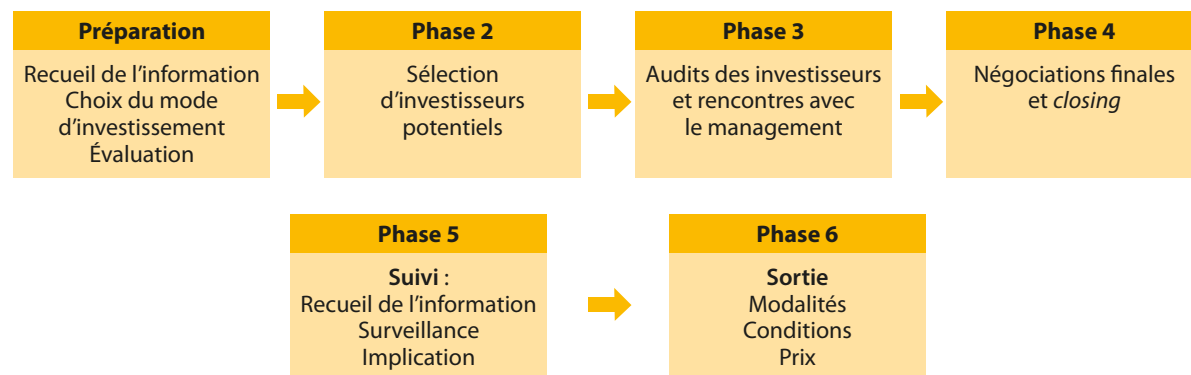 Préparation
Recueil de l'information
Choix du mode
d'investissement
Évaluation
Phase 2
Sélection
d'investisseurs
potentiels
Phase 3
Audits des investisseurs
et rencontres avec
le management
Phase 4
Négociations finales
et closing
Phase 5
Suivi :
Recueil de l'information
Surveillance
Implication
Phase 6
Sortie
Modalités
Conditions
Prix